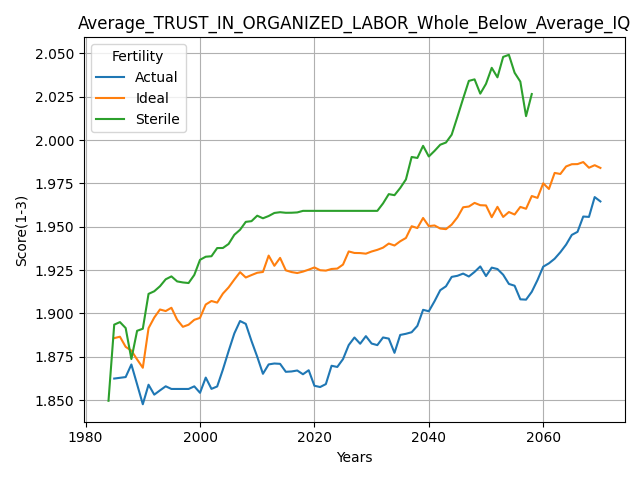 Average_TRUST_IN_ORGANIZED_LABOR_Whole_Below_Average_IQ
Fertility
Actual
Ideal
Sterile
Score(1-3)
2.050
2.025
2.000
1.975
1.950
1.925
1.900
1.875
1.850
1980 2000 2020 2040 2060
Years